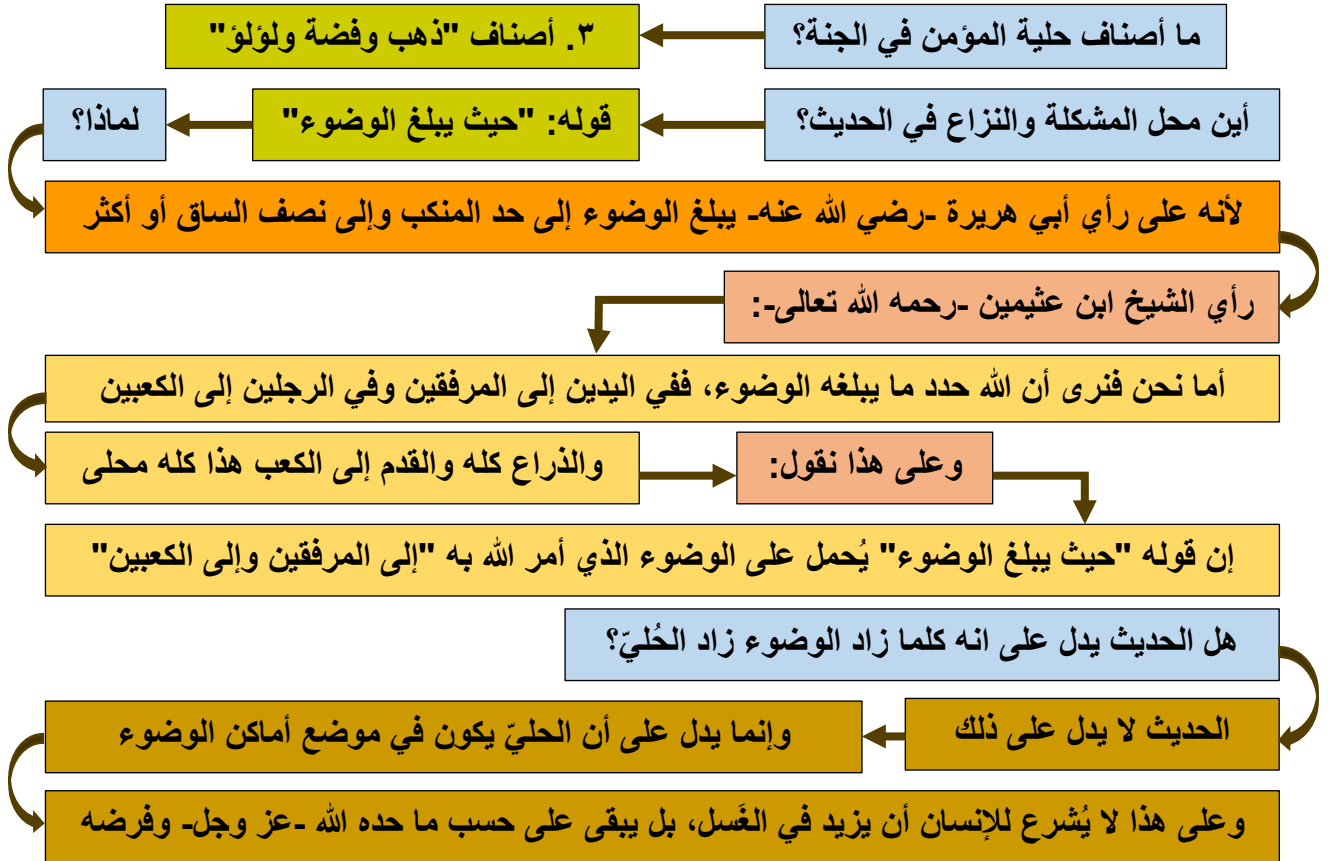 ما أصناف حلية المؤمن في الجنة؟
٣. أصناف "ذهب وفضة ولؤلؤ"
أين محل المشكلة والنزاع في الحديث؟
قوله: "حيث يبلغ الوضوء"
لماذا؟
لأنه على رأي أبي هريرة -رضي الله عنه- يبلغ الوضوء إلى حد المنكب وإلى نصف الساق أو أكثر
رأي الشيخ ابن عثيمين -رحمه الله تعالى-:
أما نحن فنرى أن الله حدد ما يبلغه الوضوء، ففي اليدين إلى المرفقين وفي الرجلين إلى الكعبين
والذراع كله والقدم إلى الكعب هذا كله محلى
وعلى هذا نقول:
إن قوله "حيث يبلغ الوضوء" يُحمل على الوضوء الذي أمر الله به "إلى المرفقين وإلى الكعبين"
هل الحديث يدل على انه كلما زاد الوضوء زاد الحُليّ؟
الحديث لا يدل على ذلك
وإنما يدل على أن الحليّ يكون في موضع أماكن الوضوء
وعلى هذا لا يُشرع للإنسان أن يزيد في الغَسل، بل يبقى على حسب ما حده الله -عز وجل- وفرضه